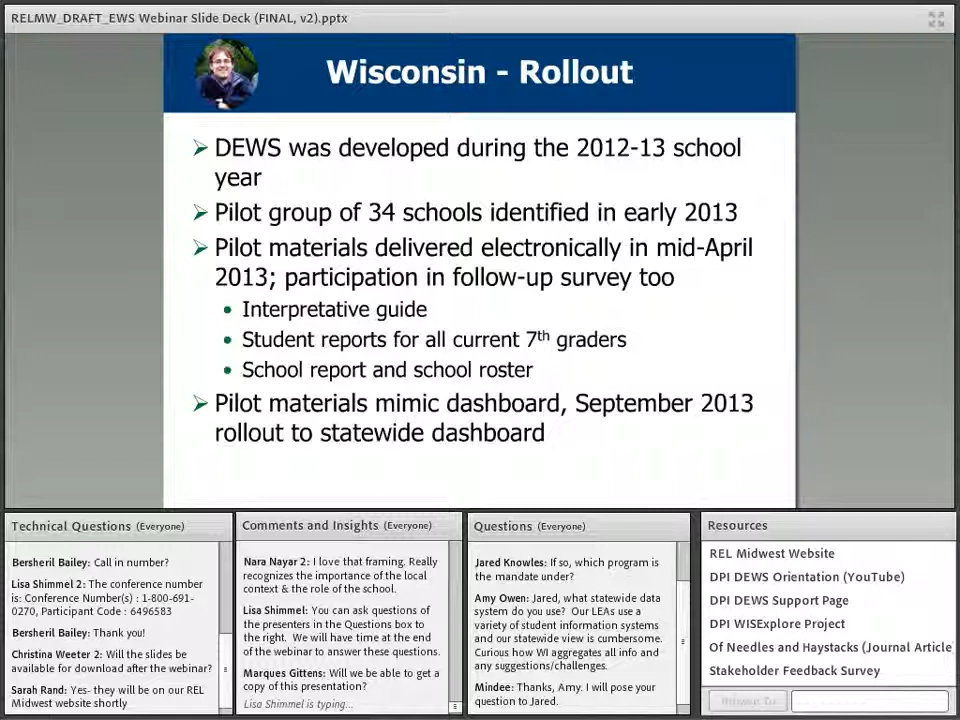 RELMW_DRAFT_EWS Webinar Slide Deck (FINAL, v2).pptx
Wisconsin - Rollout
DEWS was developed during the 2012-13 school
year
Pilot group of 34 schools identified in early 2013
Pilot materials delivered electronically in mid-April
2013; participation in follow-up survey too
Interpretative guide
Student reports for all current 7th graders
School report and school roster
Pilot materials mimic dashboard, September 2013
rollout to statewide dashboard
Technical Questions (Everyone)
Bersheril Bailey: Call in number?
Lisa Shimmel 2: The conference number
is: Conference Number(s) : 1-800-691-
0270, Participant Code : 6496583
Bersheril Bailey: Thank you!
Christina Weeter 2: Will the slides be
available for download after the webinar?
Sarah Rand: Yes- they will be on our REL
Midwest website shortly
Comments and Insights (Everyone)
Nara Nayar 2: I love that framing. Really
recognizes the importance of the local
context & the role of the school.
Lisa Shimmel: You can ask questions of
the presenters in the Questions box to
the right. We will have time at the end
of the webinar to answer these questions.
Marques Gittens: Will we be able to get a
copy of this presentation?
Lisa Shimmel is typing...
Questions (Everyone)
Jared Knowles: If so, which program is
the mandate under?
Amy Owen: Jared, what statewide data
system do you use? Our LEAs use a
variety of student information systems
and our statewide view is cumbersome.
Curious how WI aggregates all info and
any suggestions/challenges.
Mindee: Thanks, Amy. I will pose your
question to Jared.
Resources
REL Midwest Website
DPI DEWS Orientation (YouTube)
DPI DEWS Support Page
DPI WISExplore Project
Of Needles and Haystacks (Journal Article
Stakeholder Feedback Survey
Browse To